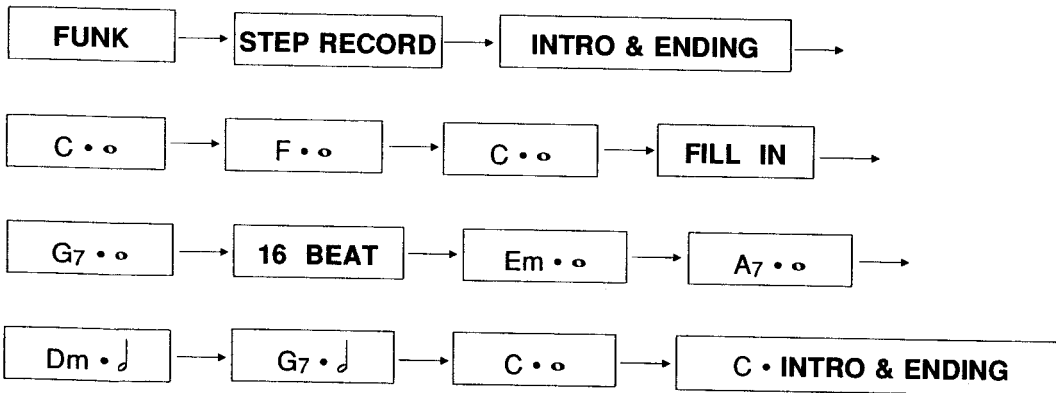 FUNK → STEP RECORD → INTRO & ENDING →
C • 𝅝 → F • 𝅝 → C • 𝅝 → FILL IN →
G7 • 𝅝 → 16 BEAT → Em • 𝅝 → A7 • 𝅝 →
Dm • 𝅗𝅥 → G7 • 𝅗𝅥 → C • 𝅝 → C • INTRO & ENDING